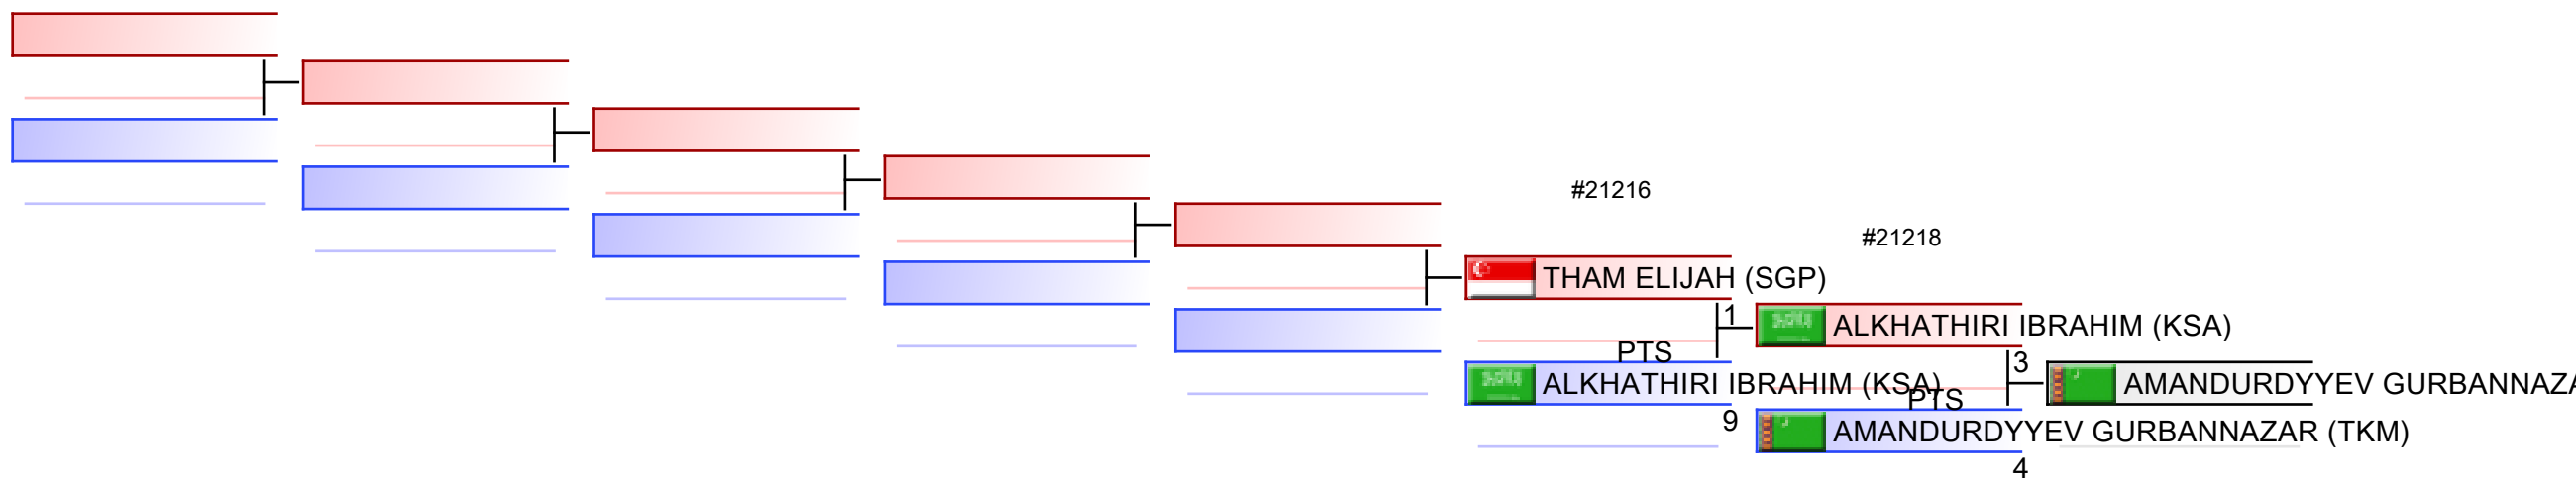 #21216
#21218
THAM ELIJAH (SGP)
1
ALKHATHIRI IBRAHIM (KSA)
PTS
3
ALKHATHIRI IBRAHIM (KSA)
AMANDURDYYEV GURBANNAZA
PTS
9
AMANDURDYYEV GURBANNAZAR (TKM)
4